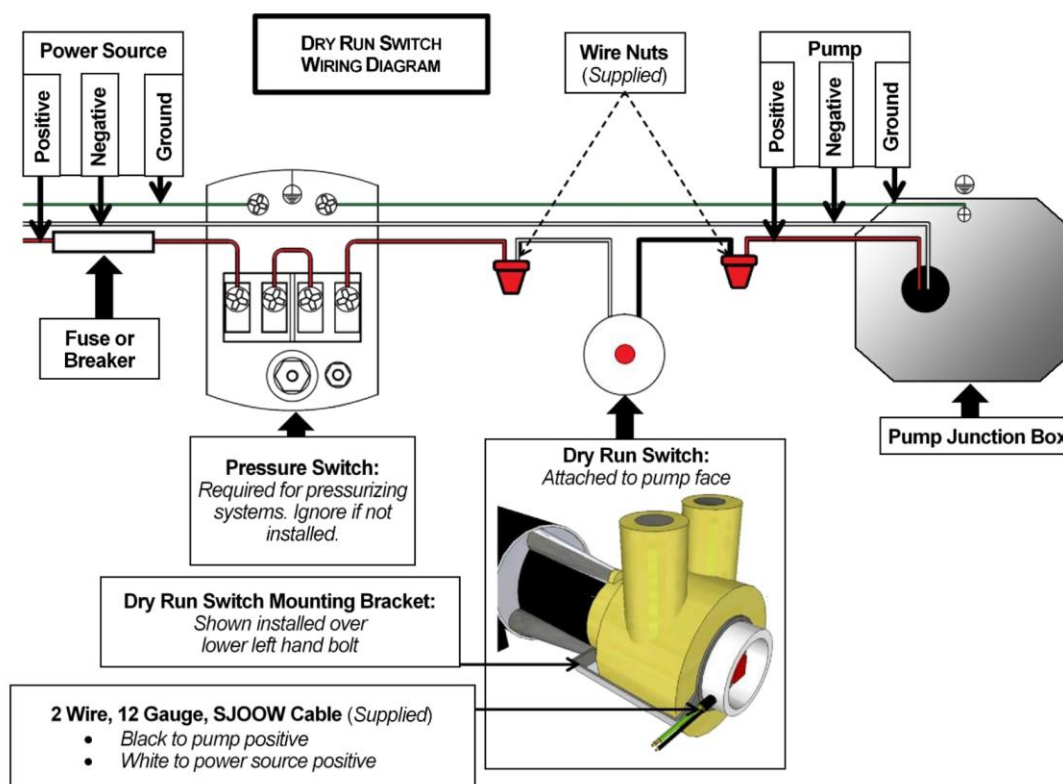 DRY RUN SWITCH
WIRING DIAGRAM
Power Source
Positive
Negative
Ground
Wire Nuts
(Supplied)
Pump
Positive
Negative
Ground
Fuse or
Breaker
Pressure Switch:
Required for pressurizing
systems. Ignore if not
installed.
Dry Run Switch:
Attached to pump face
Pump Junction Box
Dry Run Switch Mounting Bracket:
Shown installed over
lower left hand bolt
2 Wire, 12 Gauge, SJOOW Cable (Supplied)
• Black to pump positive
• White to power source positive